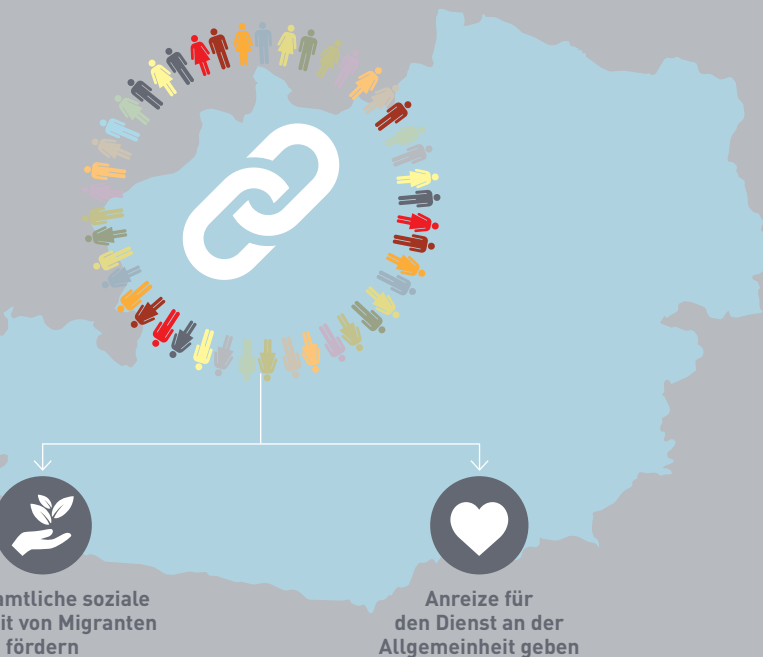 amtliche soziale
it von Migranten
fördern
Anreize für
den Dienst an der
Allgemeinheit geben